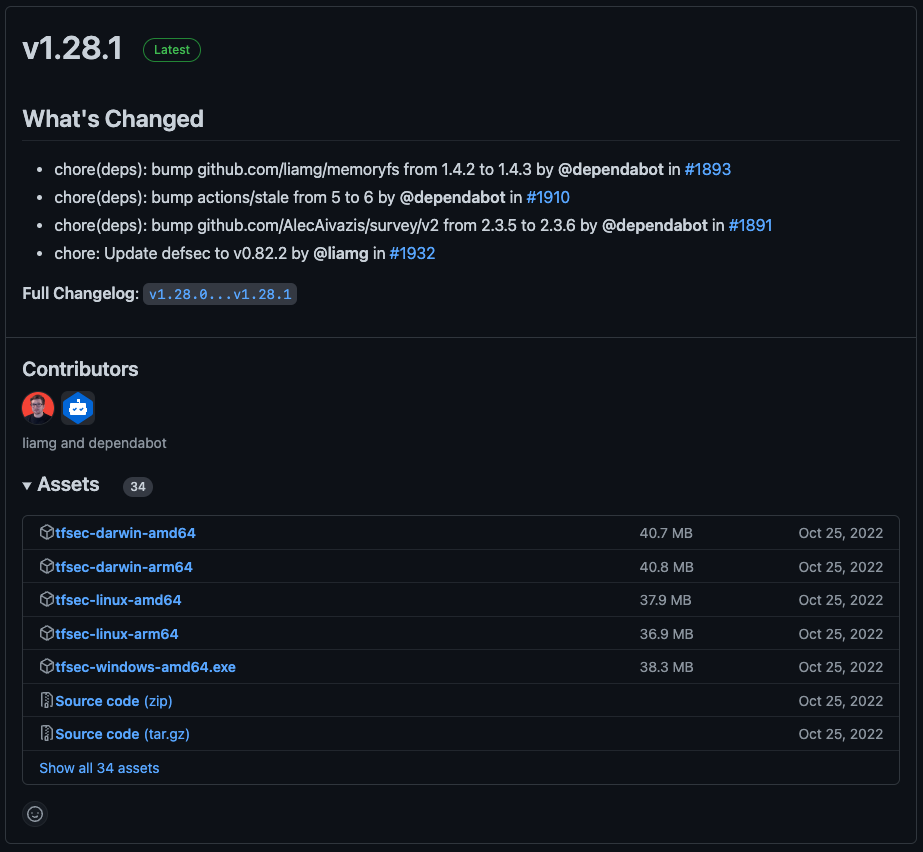 v1.28.1 Latest
What's Changed
• chore(deps): bump github.com/liamg/memoryfs from 1.4.2 to 1.4.3 by @dependabot in #1893
• chore(deps): bump actions/stale from 5 to 6 by @dependabot in #1910
• chore(deps): bump github.com/AlecAivazis/survey/v2 from 2.3.5 to 2.3.6 by @dependabot in #1891
• chore: Update defsec to v0.82.2 by @liamg in #1932
Full Changelog: v1.28.0...v1.28.1
Contributors
liamg and dependabot
Assets 34
tfsec-darwin-amd64 40.7 MB Oct 25, 2022
tfsec-darwin-arm64 40.8 MB Oct 25, 2022
tfsec-linux-amd64 37.9 MB Oct 25, 2022
tfsec-linux-arm64 36.9 MB Oct 25, 2022
tfsec-windows-amd64.exe 38.3 MB Oct 25, 2022
Source code (zip) Oct 25, 2022
Source code (tar.gz) Oct 25, 2022
Show all 34 assets